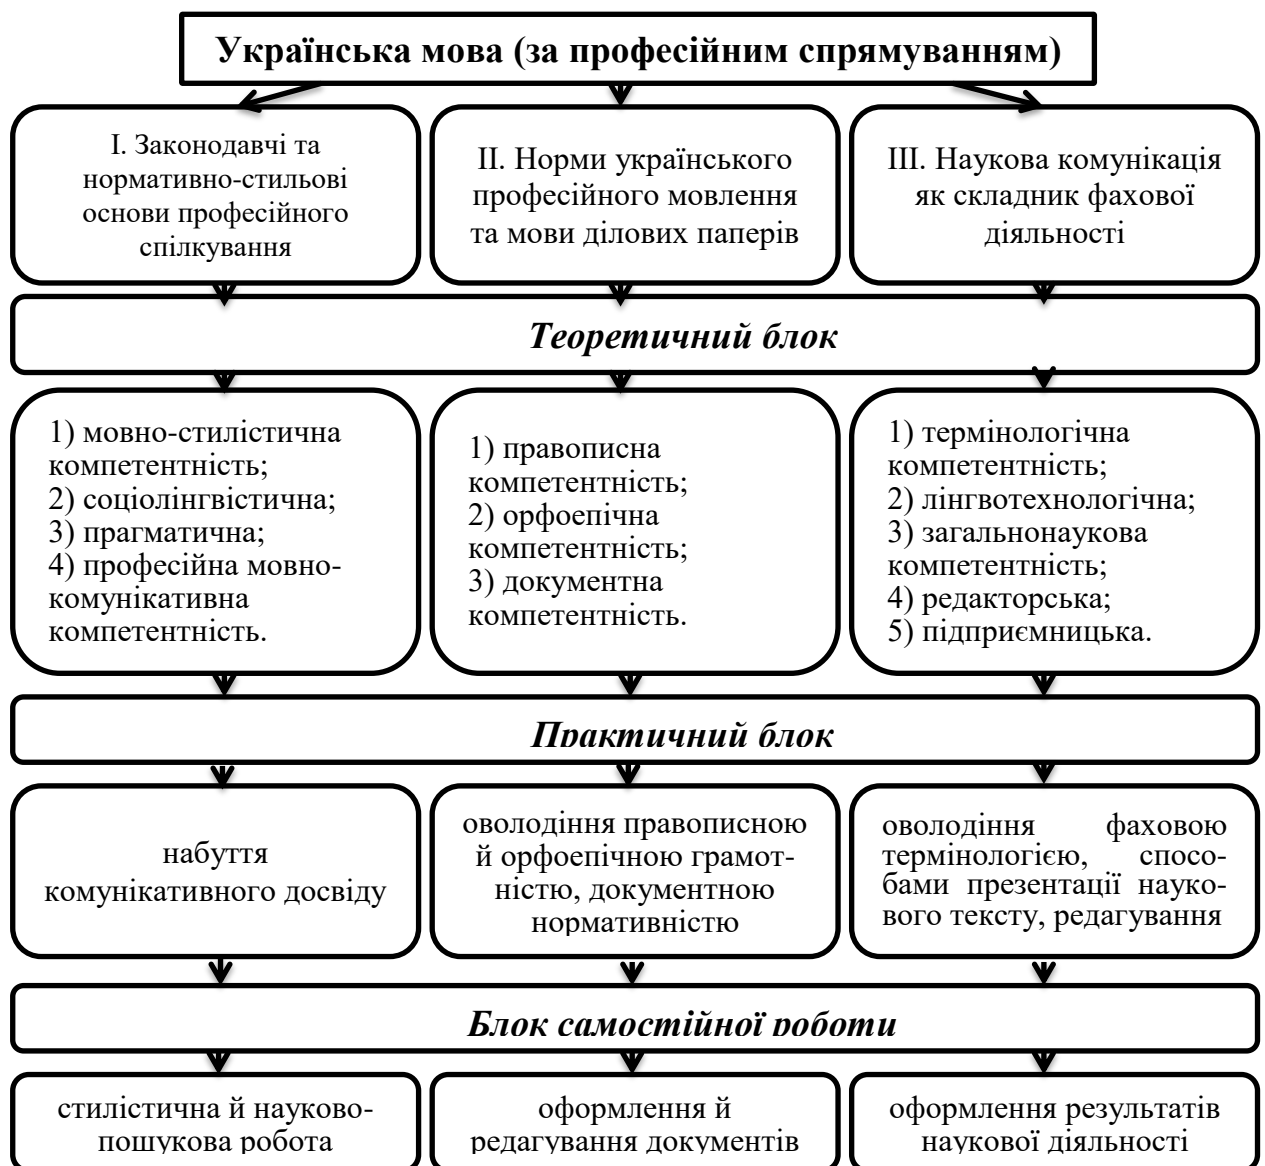 Українська мова (за професійним спрямуванням)
І. Законодавчі та
нормативно-стильові
основи професійного
спілкування
ІІ. Норми українського
професійного мовлення
та мови ділових паперів
ІІІ. Наукова комунікація
як складник фахової
діяльності
Теоретичний блок
1) мовно-стилістична
компетентність;
2) соціолінгвістична;
3) прагматична;
4) професійна мовно-
комунікативна
компетентність.
1) правописна
компетентність;
2) орфоепічна
компетентність;
3) документна
компетентність.
1) термінологічна
компетентність;
2) лінгвотехнологічна;
3) загальнонаукова
компетентність;
4) редакторська;
5) підприємницька.
Практичний блок
набуття
комунікативного досвіду
оволодіння правописною
й орфоепічною грамот-
ністю, документною
нормативністю
оволодіння фаховою
термінологією, спосо-
бами презентації науко-
вого тексту, редагування
Блок самостійної роботи
стилістична й науково-
пошукова робота
оформлення й
редагування документів
оформлення результатів
наукової діяльності